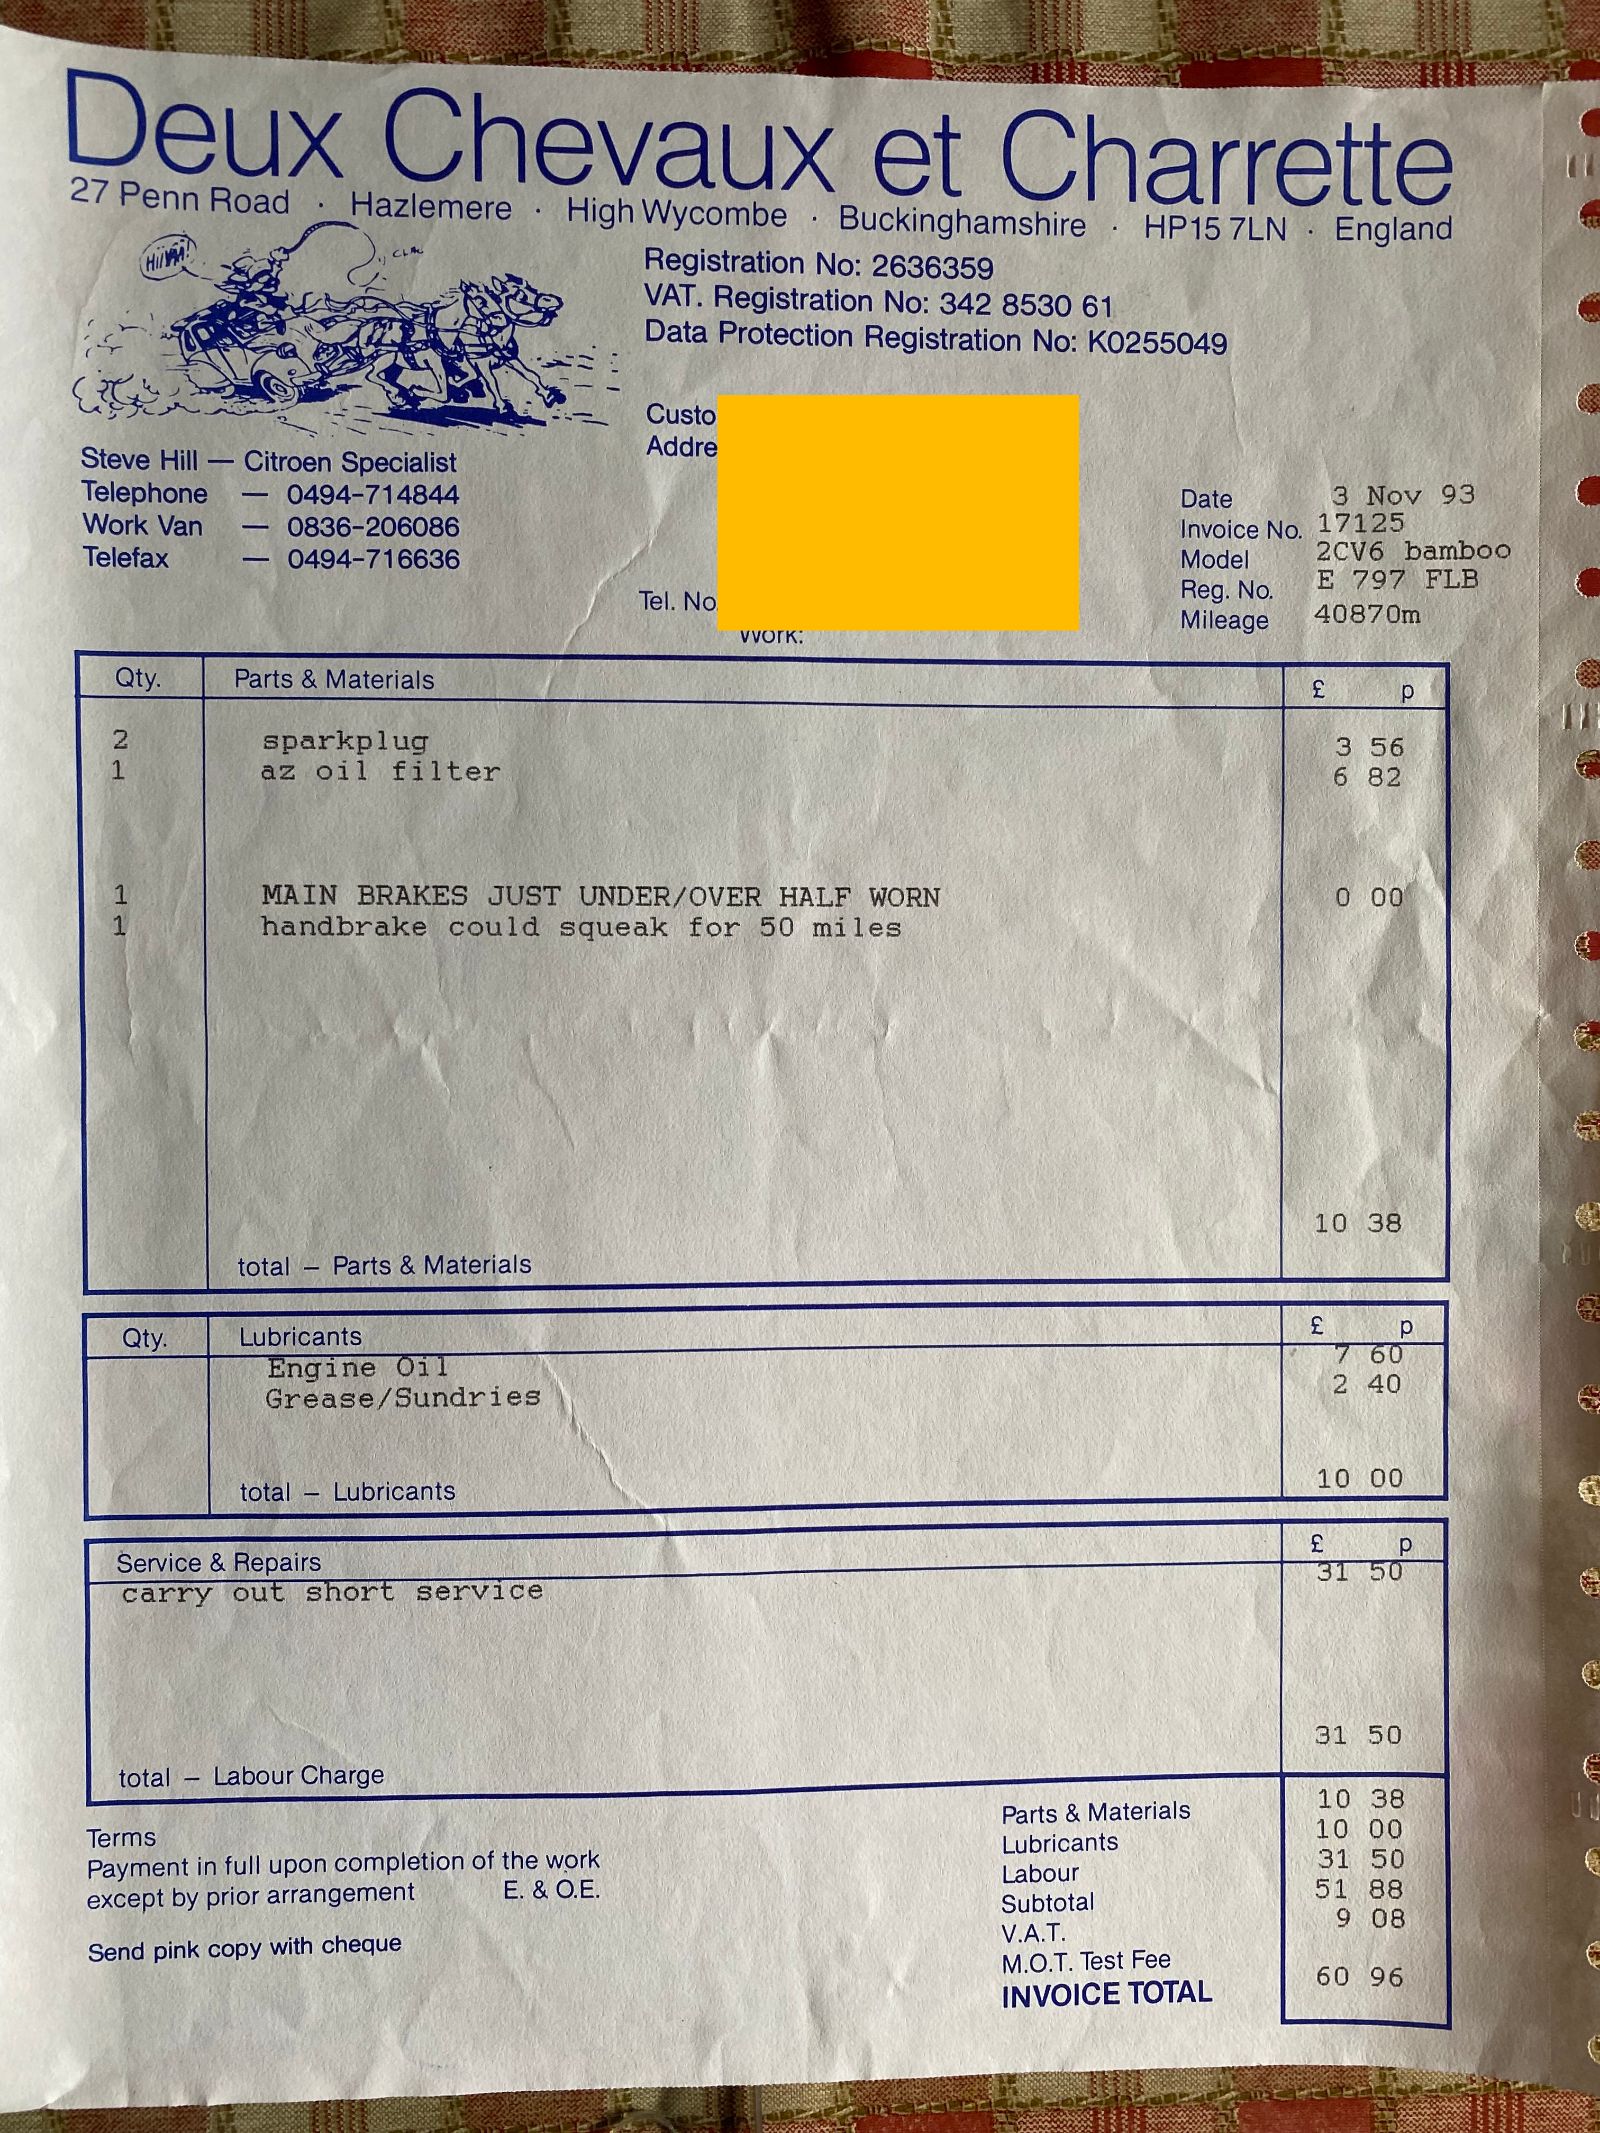 Deux Chevaux et Charrette
27 Penn Road · Hazlemere · High Wycombe · Buckinghamshire · HP15 7LN · England
HIIYAA!
CLAC
Registration No: 2636359
VAT. Registration No: 342 8530 61
Data Protection Registration No: K0255049
Steve Hill — Citroen Specialist
Telephone — 0494-714844
Work Van — 0836-206086
Telefax — 0494-716636
Custo
Addre
Tel. No
Work:
Date 3 Nov 93
Invoice No. 17125
Model 2CV6 bamboo
Reg. No. E 797 FLB
Mileage 40870m
Qty. Parts & Materials £ p
2 sparkplug 3 56
1 az oil filter 6 82
1 MAIN BRAKES JUST UNDER/OVER HALF WORN 0 00
1 handbrake could squeak for 50 miles
10 38
total — Parts & Materials
Qty. Lubricants £ p
Engine Oil 7 60
Grease/Sundries 2 40
total — Lubricants 10 00
Service & Repairs £ p
carry out short service 31 50
31 50
total — Labour Charge
Terms
Payment in full upon completion of the work
except by prior arrangement E. & O.E.
Send pink copy with cheque
Parts & Materials 10 38
Lubricants 10 00
Labour 31 50
Subtotal 51 88
V.A.T. 9 08
M.O.T. Test Fee
INVOICE TOTAL 60 96